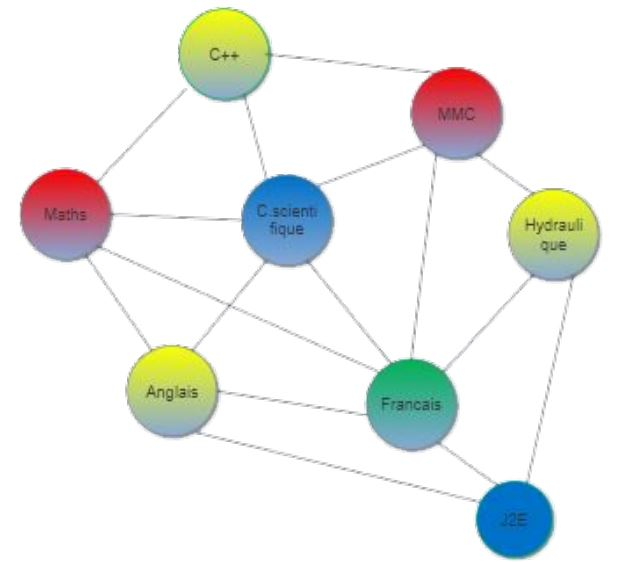 C++
MMC
Maths
C.scienti
fique
Hydrauli
que
Anglais
Francais
J2E